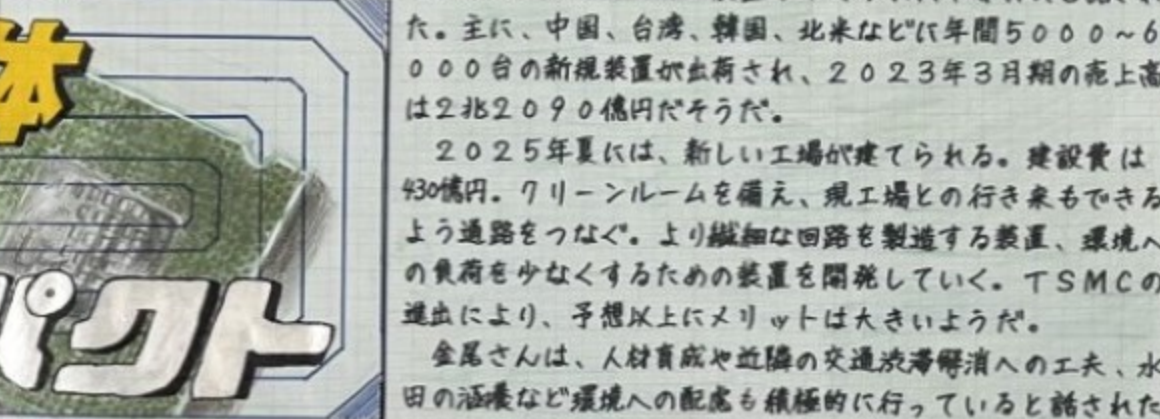 体
パクト
た。主に、中国、台湾、韓国、北米などに年間5000~6
000台の新規装置が出荷され、2023年3月期の売上高
は2兆2090億円だそうだ。
2025年夏には、新しい工場が建てられる。建設費は
430億円。クリーンルームを備え、現工場との行き来もできる
よう通路をつなぐ。より繊細な回路を製造する装置、環境へ
の負荷を少なくするための装置を開発していく。TSMCの
進出により、予想以上にメリットは大きいようだ。
金尾さんは、人材育成や近隣の交通渋滞解消への工夫、水
田の涵養など環境への配慮も積極的に行っていると話された